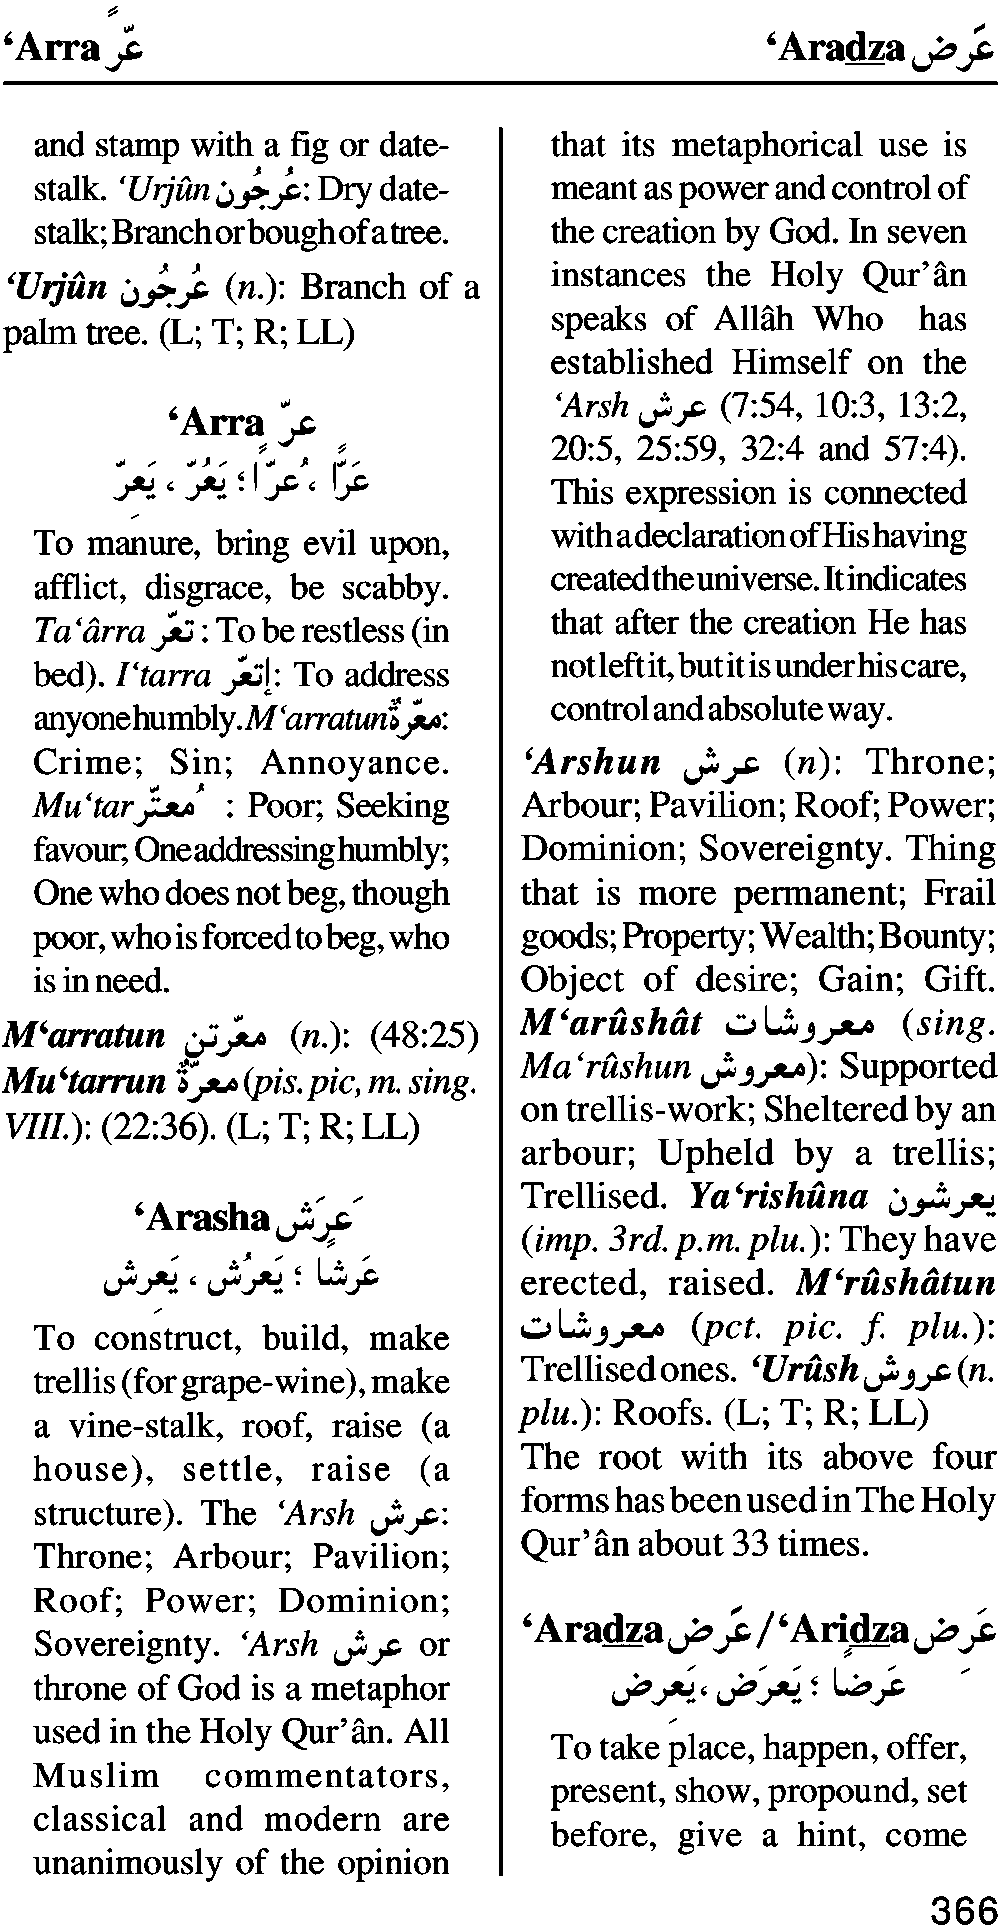 ‘Arra عّرً
‘Aradza عَرض
and stamp with a fig or date-
stalk. ‘Urjûn عُرجُون: Dry date-
stalk; Branch or bough of a tree.
‘Urjûn عُرجُون (n.): Branch of a
palm tree. (L; T; R; LL)
‘Arra عرّ
عَرًّا ، عُرّاً ؛ يَعُرّ ، يَعِرّ
To manure, bring evil upon,
afflict, disgrace, be scabby.
Ta‘ârra تعرّ : To be restless (in
bed). I‘tarra إتعرّ: To address
anyone humbly. M‘arratun معرّةٌ:
Crime; Sin; Annoyance.
Mu‘tar مُعترّ : Poor; Seeking
favour; One addressing humbly;
One who does not beg, though
poor, who is forced to beg, who
is in need.
M‘arratun معرّتن (n.): (48:25)
Mu‘tarrun معرّةٌ (pis. pic, m. sing.
VIII.): (22:36). (L; T; R; LL)
‘Arasha عَرَش
عَرشا ؛ يَعرُش ، يَعرِش
To construct, build, make
trellis (for grape-wine), make
a vine-stalk, roof, raise (a
house), settle, raise (a
structure). The ‘Arsh عرش:
Throne; Arbour; Pavilion;
Roof; Power; Dominion;
Sovereignty. ‘Arsh عرش or
throne of God is a metaphor
used in the Holy Qur’ân. All
Muslim commentators,
classical and modern are
unanimously of the opinion
that its metaphorical use is
meant as power and control of
the creation by God. In seven
instances the Holy Qur’ân
speaks of Allâh Who has
established Himself on the
‘Arsh عرش (7:54, 10:3, 13:2,
20:5, 25:59, 32:4 and 57:4).
This expression is connected
with a declaration of His having
created the universe. It indicates
that after the creation He has
not left it, but it is under his care,
control and absolute way.
‘Arshun عرش (n): Throne;
Arbour; Pavilion; Roof; Power;
Dominion; Sovereignty. Thing
that is more permanent; Frail
goods; Property; Wealth; Bounty;
Object of desire; Gain; Gift.
M‘arûshât معروشات (sing.
Ma‘rûshun معروش): Supported
on trellis-work; Sheltered by an
arbour; Upheld by a trellis;
Trellised. Ya‘rishûna يعرشون
(imp. 3rd. p.m. plu.): They have
erected, raised. M‘rûshâtun
معروشات (pct. pic. f. plu.):
Trellised ones. ‘Urûsh عروش (n.
plu.): Roofs. (L; T; R; LL)
The root with its above four
forms has been used in The Holy
Qur’ân about 33 times.
‘Aradza عَرض / ‘Aridza عَرِض
عَرضاً ؛ يَعرَض ، يَعرِض
To take place, happen, offer,
present, show, propound, set
before, give a hint, come
366